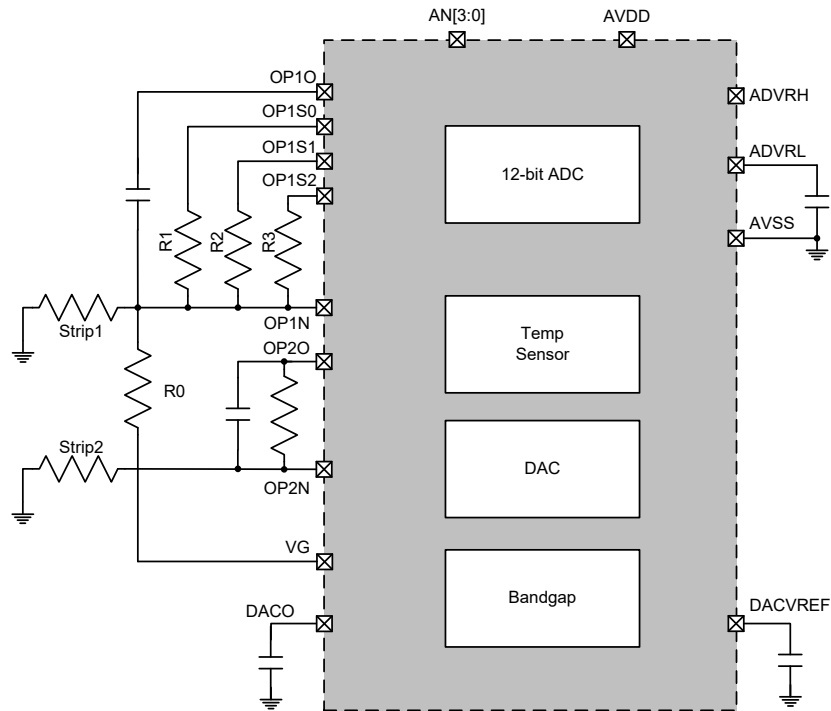 AN[3:0]
AVDD
OP1O
OP1S0
OP1S1
OP1S2
R1
R2
R3
Strip1
OP1N
OP2O
R0
Strip2
OP2N
VG
DACO
12-bit ADC
Temp
Sensor
DAC
Bandgap
ADVRH
ADVRL
AVSS
DACVREF